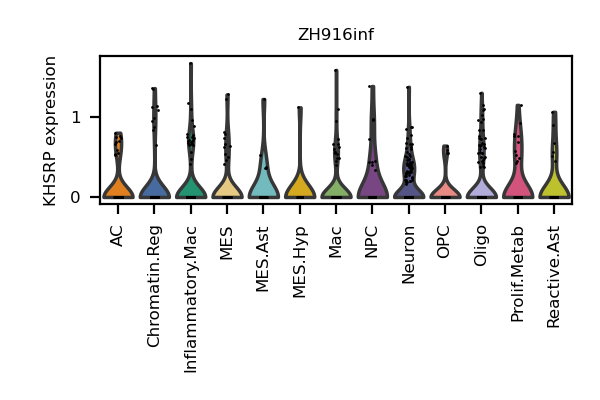 ZH916inf
KHSRP expression
1
0
AC
Chromatin.Reg
Inflammatory.Mac
MES
MES.Ast
MES.Hyp
Mac
NPC
Neuron
OPC
Oligo
Prolif.Metab
Reactive.Ast